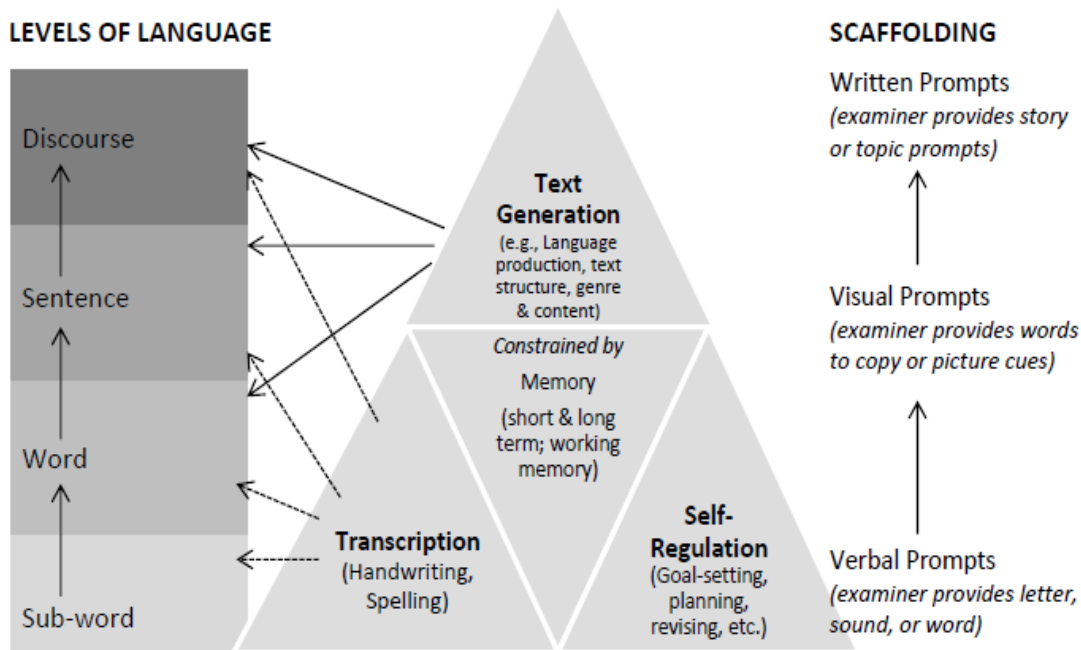 LEVELS OF LANGUAGE
Discourse
Sentence
Word
Sub-word
Text
Generation
(e.g., Language
production, text
structure, genre
& content)
Constrained by
Memory
(short & long
term; working
memory)
Transcription
(Handwriting,
Spelling)
Self-
Regulation
(Goal-setting,
planning,
revising, etc.)
SCAFFOLDING
Written Prompts
(examiner provides story
or topic prompts)
Visual Prompts
(examiner provides words
to copy or picture cues)
Verbal Prompts
(examiner provides letter,
sound, or word)